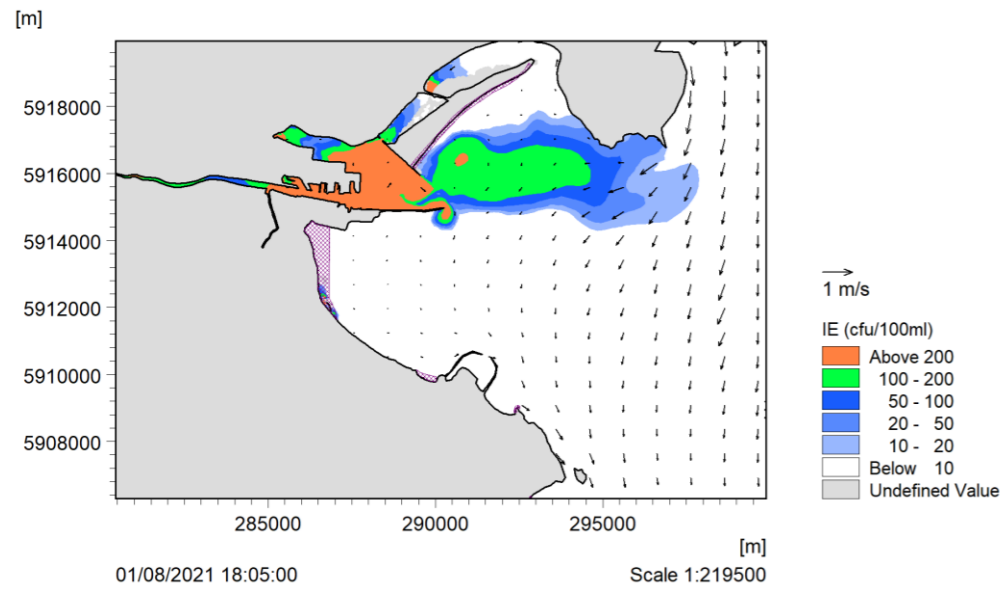 [m]
5918000
5916000
5914000
5912000
5910000
5908000
285000
290000
295000
[m]
01/08/2021 18:05:00
Scale 1:219500
1 m/s
IE (cfu/100ml)
Above 200
100 - 200
50 - 100
20 - 50
10 - 20
Below 10
Undefined Value